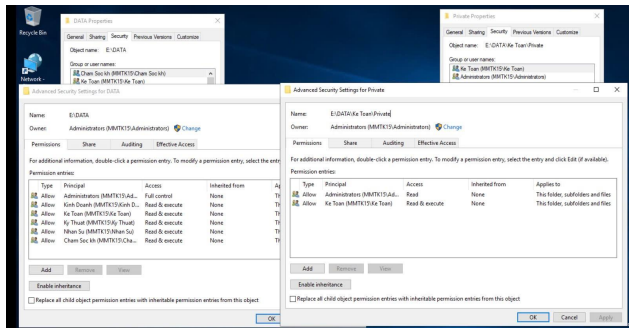 Recycle Bin
Network -
DATA Properties
General Sharing Security Previous Versions Customize
Object name: E:\DATA
Group or user names:
Cham Soc kh (MMTK15\Cham Soc kh)
Ke Toan (MMTK15\Ke Toan)
Private Properties
General Sharing Security Previous Versions Customize
Object name: E:\DATA\Ke Toan\Private
Group or user names:
Ke Toan (MMTK15\Ke Toan)
Administrators (MMTK15\Administrators)
Advanced Security Settings for DATA
Name: E:\DATA
Owner: Administrators (MMTK15\Administrators) Change
Permissions Share Auditing Effective Access
For additional information, double-click a permission entry. To modify a permission entry, select the entr
Permission entries:
Type Principal Access Inherited from Ap
Allow Administrators (MMTK15\Ad... Full control None Th
Allow Kinh Doanh (MMTK15\Kinh D... Read & execute None Th
Allow Ke Toan (MMTK15\Ke Toan) Read & execute None Th
Allow Ky Thuat (MMTK15\Ky Thuat) Read & execute None Th
Allow Nhan Su (MMTK15\Nhan Su) Read & execute None Th
Allow Cham Soc kh (MMTK15\Cha... Read & execute None Th
Add Remove View
Enable inheritance
Replace all child object permission entries with inheritable permission entries from this object
OK
Advanced Security Settings for Private
Name: E:\DATA\Ke Toan\Private
Owner: Administrators (MMTK15\Administrators) Change
Permissions Share Auditing Effective Access
For additional information, double-click a permission entry. To modify a permission entry, select the entry and click Edit (if available).
Permission entries:
Type Principal Access Inherited from Applies to
Allow Administrators (MMTK15\Ad... Read None This folder, subfolders and files
Allow Ke Toan (MMTK15\Ke Toan) Read & execute None This folder, subfolders and files
Add Remove View
Enable inheritance
Replace all child object permission entries with inheritable permission entries from this object
OK Cancel Apply